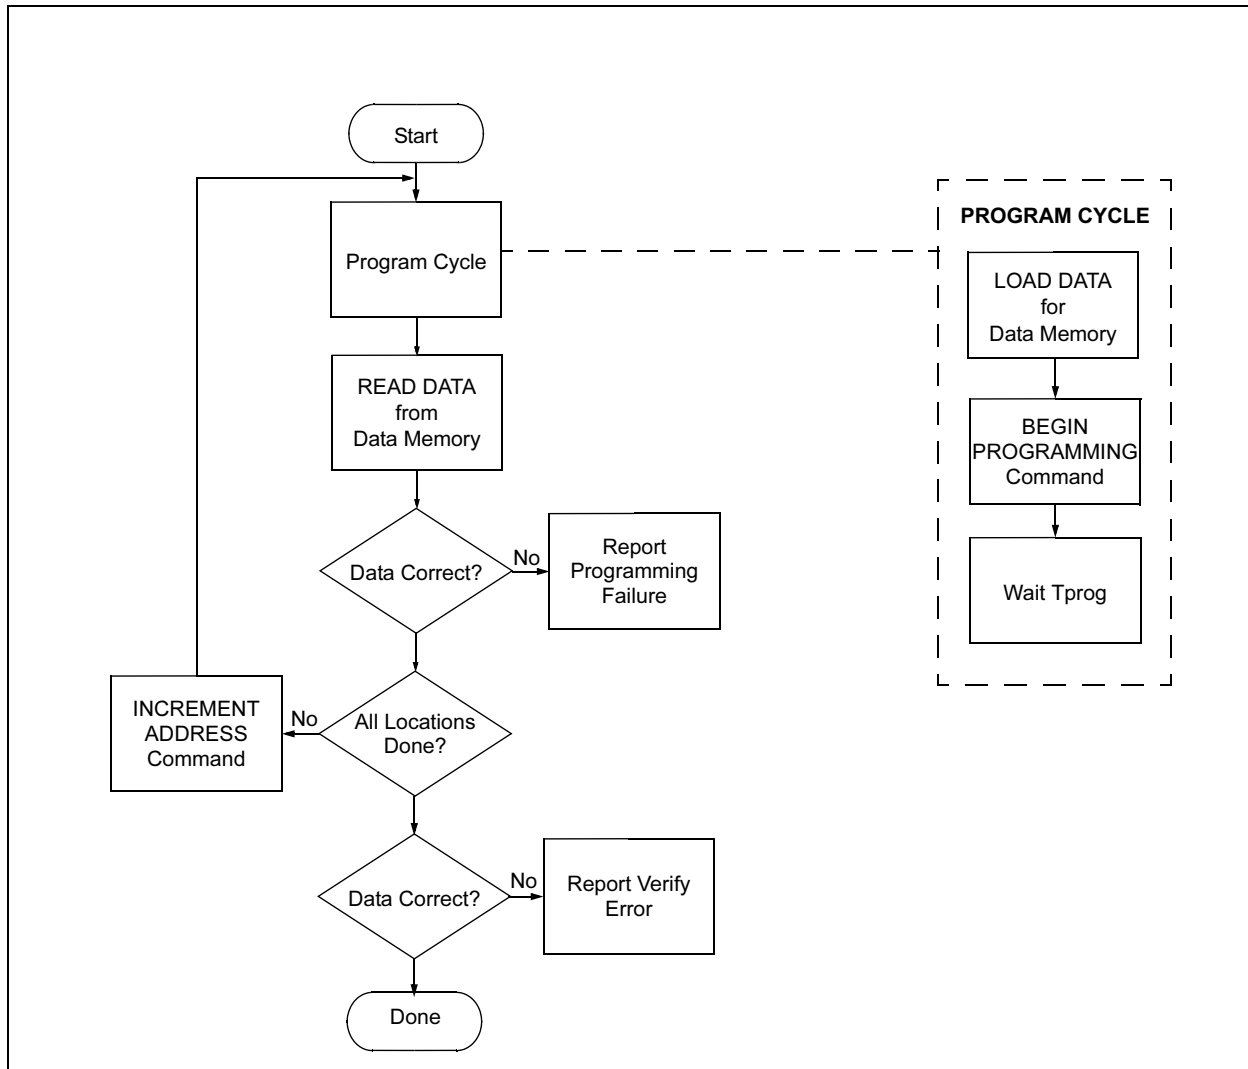 Start
Program Cycle
READ DATA
from
Data Memory
Data Correct?
No
Report
Programming
Failure
All Locations
Done?
No
INCREMENT
ADDRESS
Command
Data Correct?
No
Report Verify
Error
Done
PROGRAM CYCLE
LOAD DATA
for
Data Memory
BEGIN
PROGRAMMING
Command
Wait Tprog